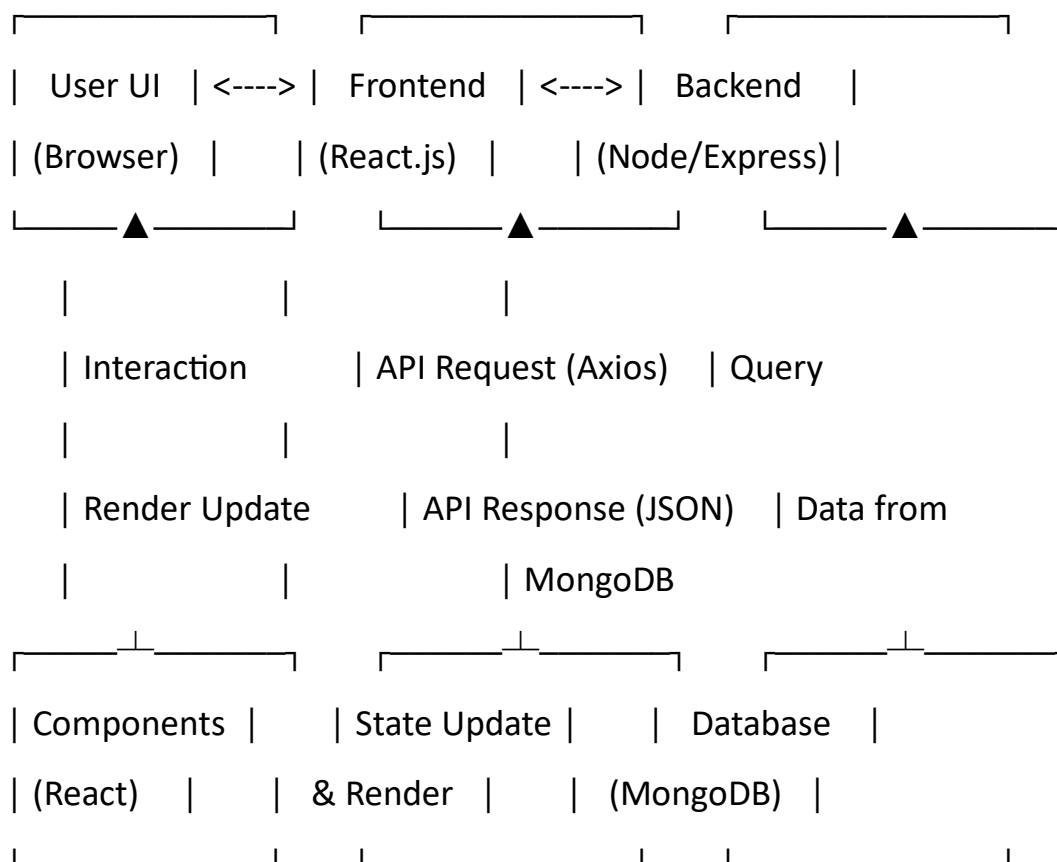 ┌──────────────┐ ┌──────────────┐ ┌──────────────┐
| User UI | <----> | Frontend | <----> | Backend |
| (Browser) | | (React.js) | | (Node/Express)|
└─────▲───────┘ └─────▲───────┘ └─────▲───────
| | |
| Interaction | API Request (Axios) | Query
| | |
| Render Update | API Response (JSON) | Data from
| | | MongoDB
┌─────┴───────┐ ┌─────┴───────┐ ┌─────┴───────
| Components | | State Update | | Database |
| (React) | | & Render | | (MongoDB) |